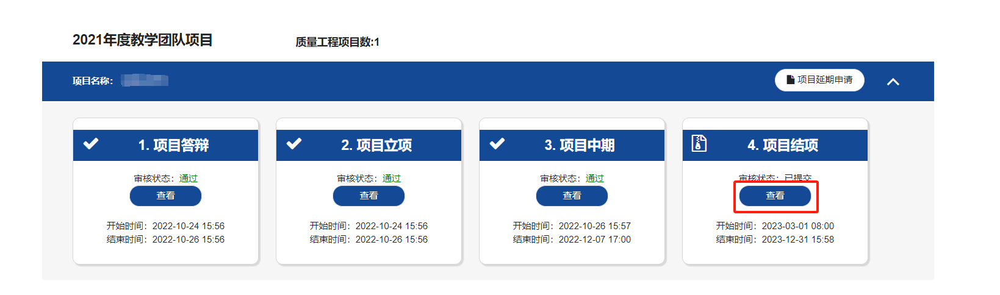 2021年度教学团队项目
质量工程项目数:1
项目名称：
项目延期申请
1. 项目答辩
审核状态：通过
查看
开始时间：2022-10-24 15:56
结束时间：2022-10-26 15:56
2. 项目立项
审核状态：通过
查看
开始时间：2022-10-24 15:56
结束时间：2022-10-26 15:56
3. 项目中期
审核状态：通过
查看
开始时间：2022-10-26 15:57
结束时间：2022-12-07 17:00
4. 项目结项
审核状态：已提交
查看
开始时间：2023-03-01 08:00
结束时间：2023-12-31 15:58